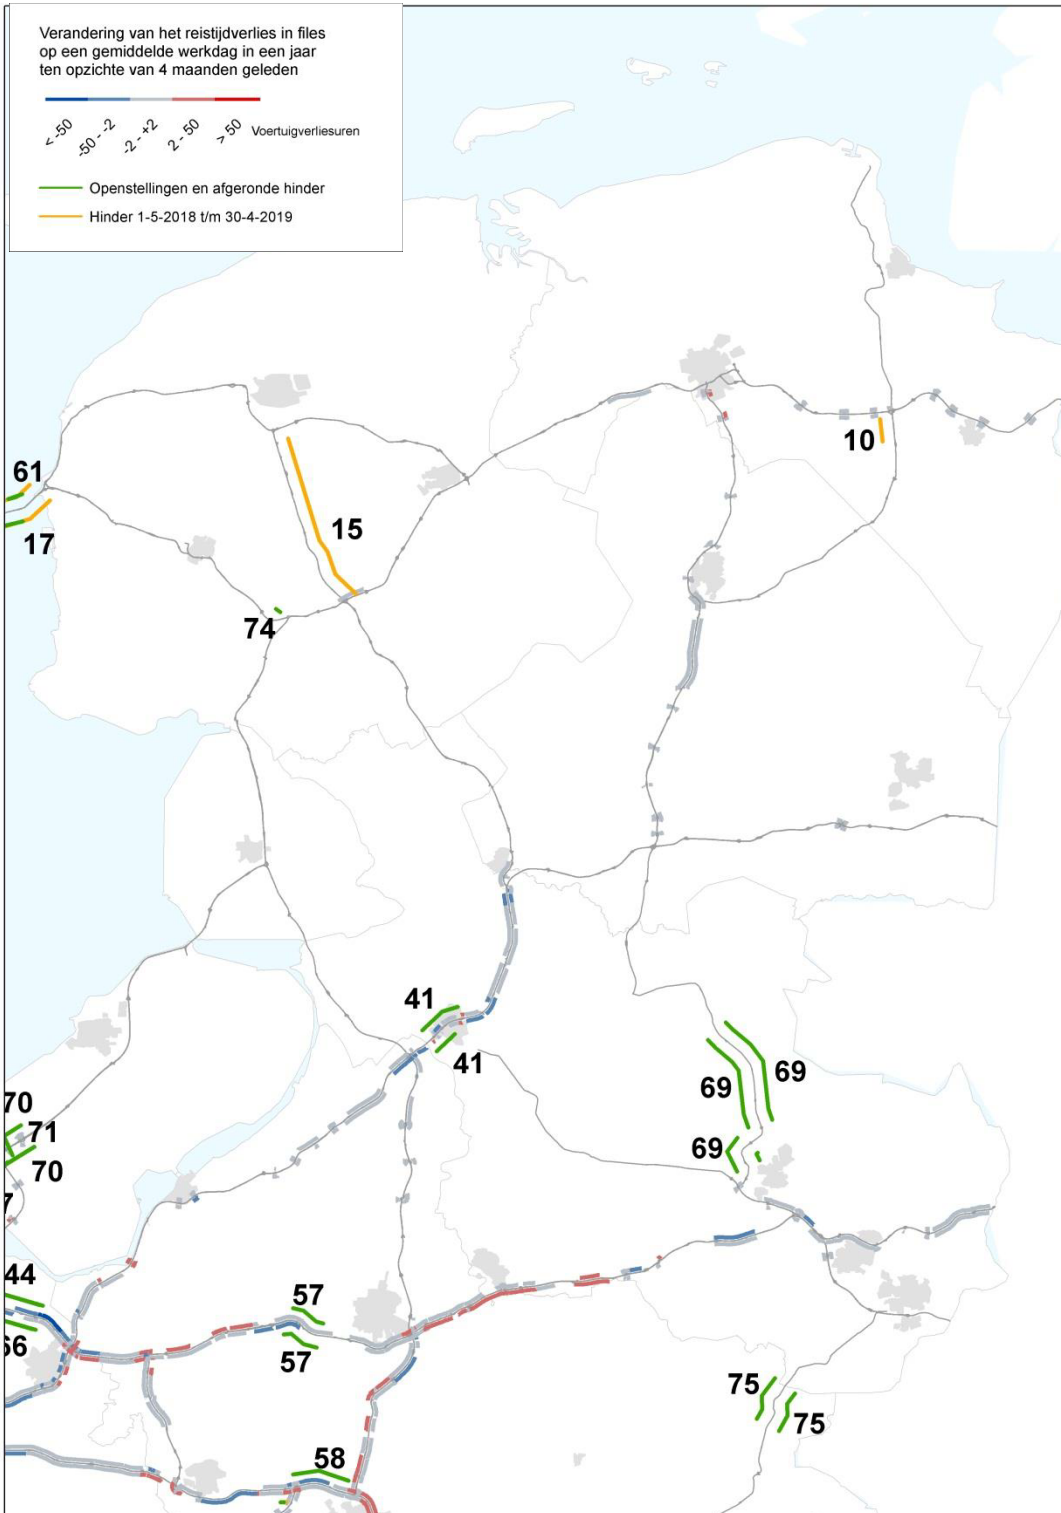 Verandering van het reistijdverlies in files
op een gemiddelde werkdag in een jaar
ten opzichte van 4 maanden geleden
< -50
-50 - -2
-2 - +2
2 - 50
> 50
Voertuigverliesuren
Openstellingen en afgeronde hinder
Hinder 1-5-2018 t/m 30-4-2019
10
61
15
17
74
41
41
69
69
70
71
69
70
7
44
57
66
57
75
75
58